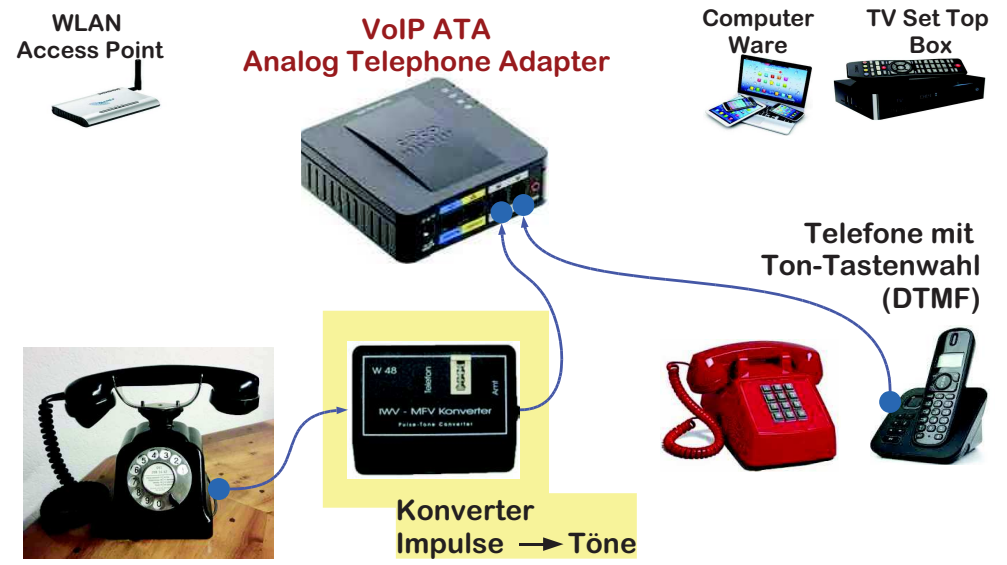 WLAN
Access Point
VoIP ATA
Analog Telephone Adapter
Computer
Ware
TV Set Top
Box
Telefone mit
Ton-Tastenwahl
(DTMF)
W 48
Telefon
Amt
IWV - MFV Konverter
Pulse-Tone Converter
Konverter
Impulse → Töne